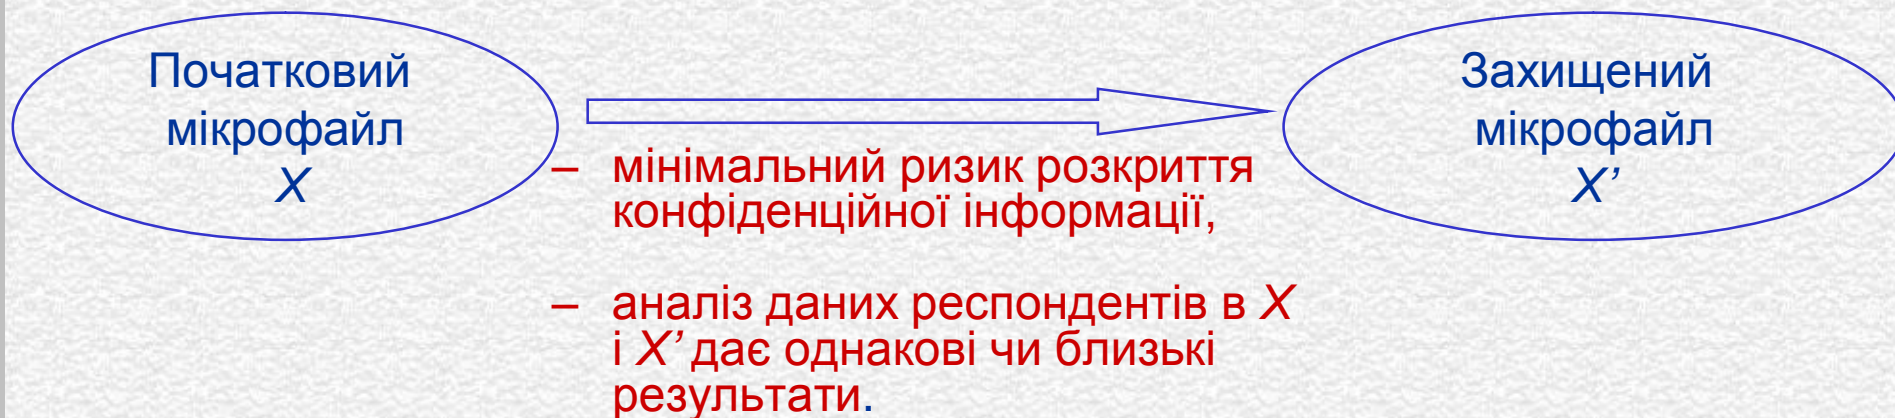 Початковий
мікрофайл
X
– мінімальний ризик розкриття
конфіденційної інформації,
– аналіз даних респондентів в X
і X’ дає однакові чи близькі
результати.
Захищений
мікрофайл
X’